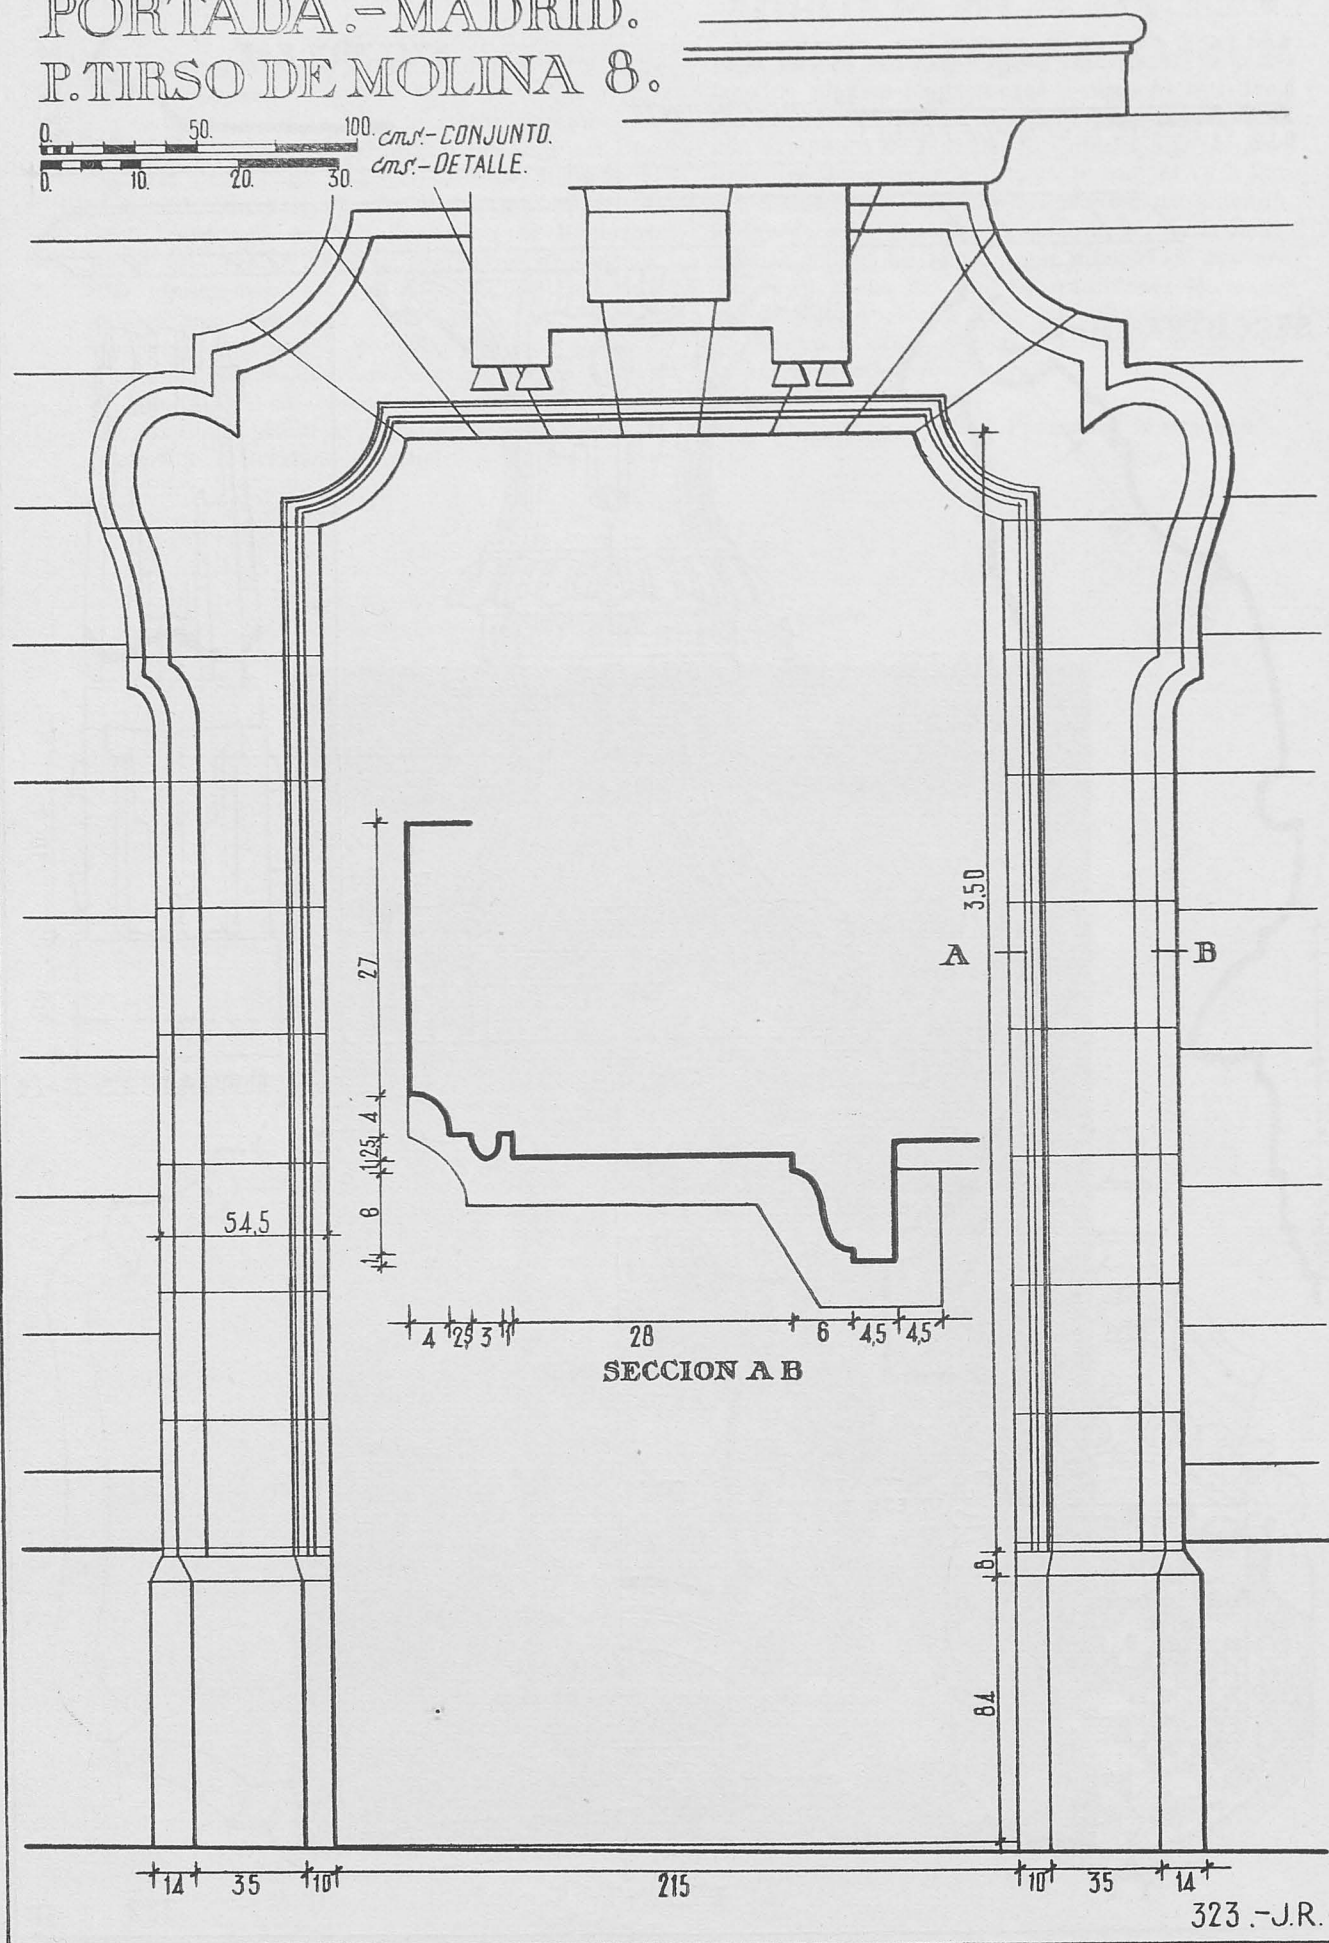 PORTADA.-MADRID.
P. TIRSO DE MOLINA 8.
0. 50. 100. cms.-CONJUNTO.
0. 10. 20. 30. cms.-DETALLE.
3,50
A B
27
4
2,5
1
8
1
54,5
4 2,5 3 1 28 6 4,5 4,5
SECCION A B
8
84
14 35 10 215 10 35 14
323.-J.R.